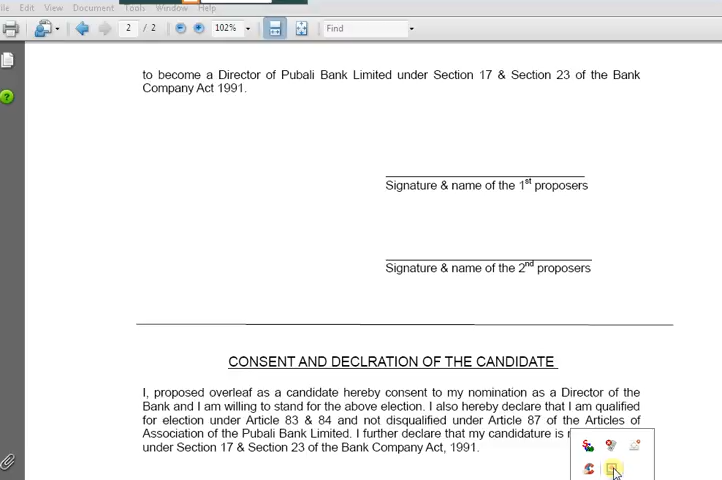 ile Edit View Document Tools Window Help
2 / 2 102% Find
to become a Director of Pubali Bank Limited under Section 17 & Section 23 of the Bank
Company Act 1991.
Signature & name of the 1st proposers
Signature & name of the 2nd proposers
CONSENT AND DECLRATION OF THE CANDIDATE
I, proposed overleaf as a candidate hereby consent to my nomination as a Director of the
Bank and I am willing to stand for the above election. I also hereby declare that I am qualified
for election under Article 83 & 84 and not disqualified under Article 87 of the Articles of
Association of the Pubali Bank Limited. I further declare that my candidature is
under Section 17 & Section 23 of the Bank Company Act, 1991.